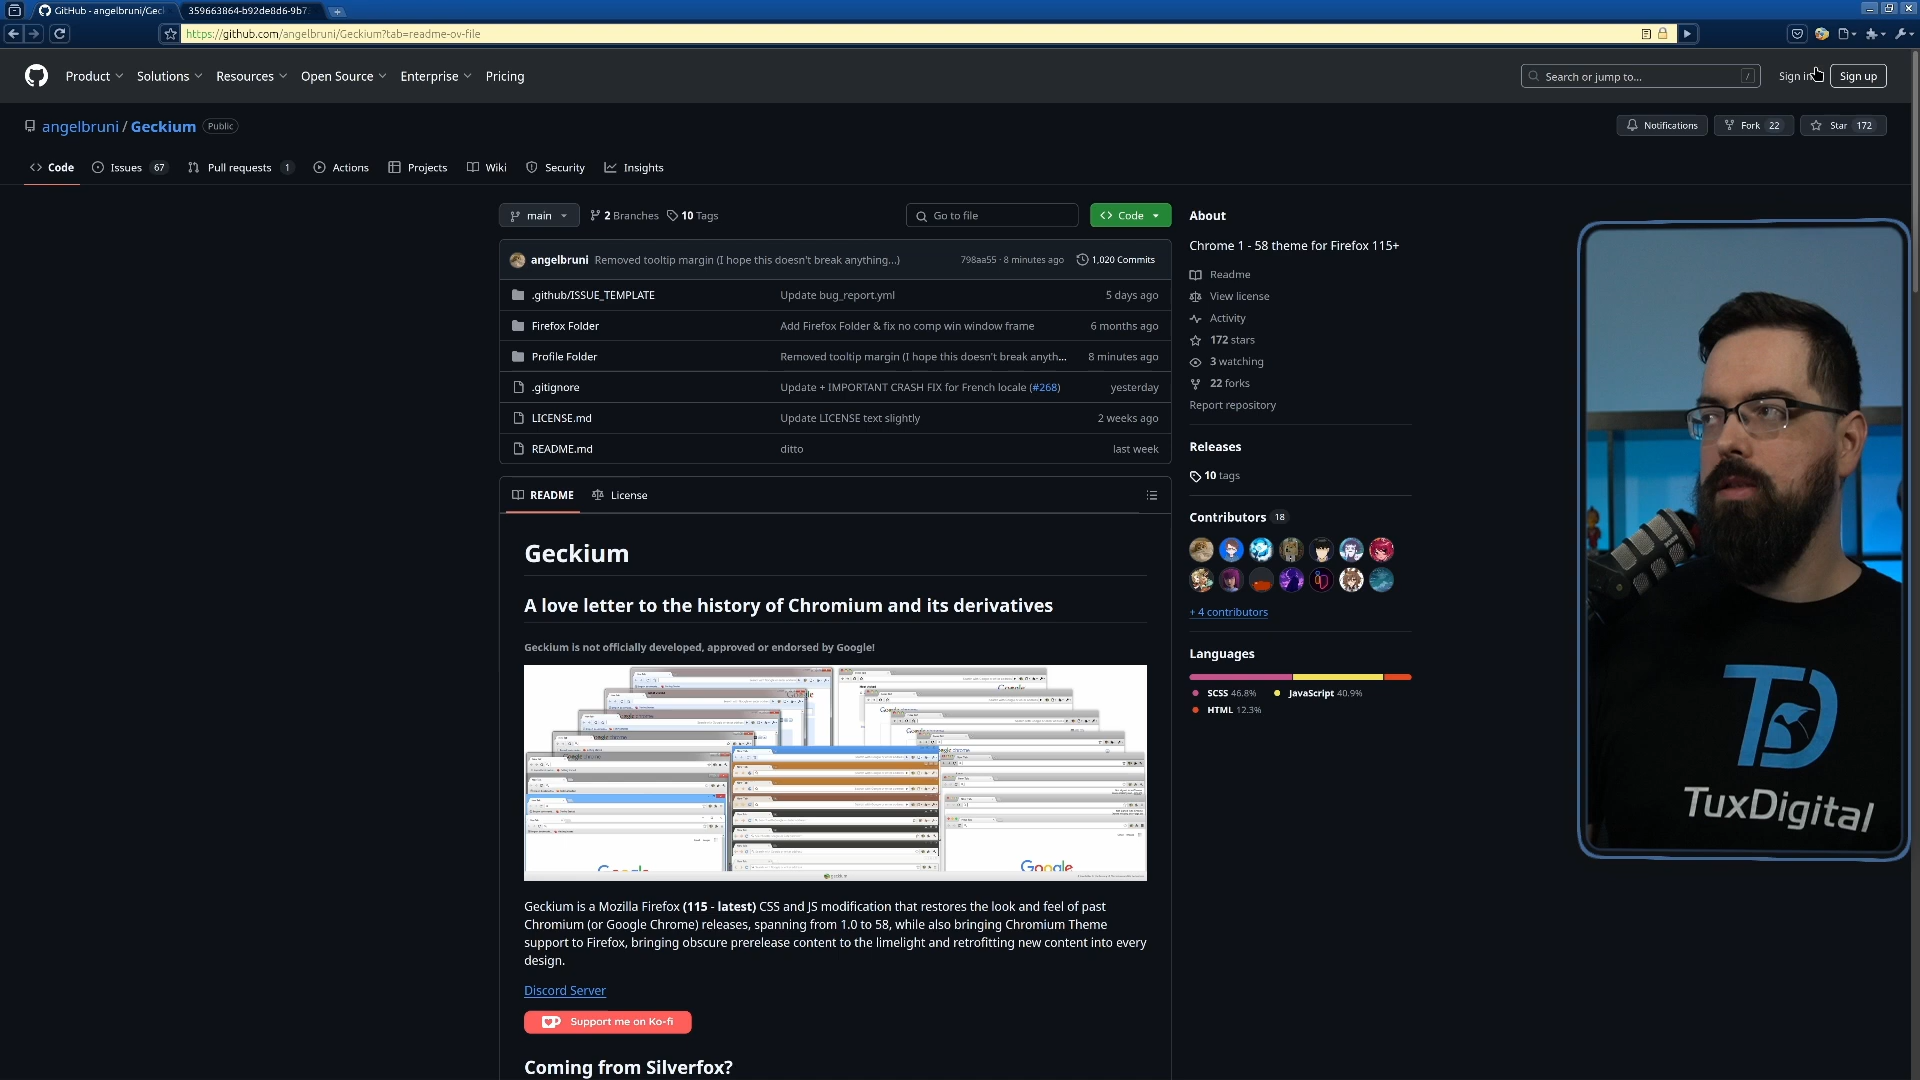 GitHub - angelbruni/Geck
359663864-b92de8d6-9b7
https://github.com/angelbruni/Geckium?tab=readme-ov-file
Product
Solutions
Resources
Open Source
Enterprise
Pricing
Search or jump to...
/
Sign in
Sign up
angelbruni / Geckium
Public
Notifications
Fork 22
Star 172
Code
Issues 67
Pull requests 1
Actions
Projects
Wiki
Security
Insights
main
2 Branches
10 Tags
Go to file
Code
angelbruni Removed tooltip margin (I hope this doesn't break anything...) 798aa55 · 8 minutes ago 1,020 Commits
.github/ISSUE_TEMPLATE Update bug_report.yml 5 days ago
Firefox Folder Add Firefox Folder & fix no comp win window frame 6 months ago
Profile Folder Removed tooltip margin (I hope this doesn't break anyth... 8 minutes ago
.gitignore Update + IMPORTANT CRASH FIX for French locale (#268) yesterday
LICENSE.md Update LICENSE text slightly 2 weeks ago
README.md ditto last week
README
License
Geckium
A love letter to the history of Chromium and its derivatives
Geckium is not officially developed, approved or endorsed by Google!
Google
Geckium is a Mozilla Firefox (115 - latest) CSS and JS modification that restores the look and feel of past
Chromium (or Google Chrome) releases, spanning from 1.0 to 58, while also bringing Chromium Theme
support to Firefox, bringing obscure prerelease content to the limelight and retrofitting new content into every
design.
Discord Server
Support me on Ko-fi
Coming from Silverfox?
About
Chrome 1 - 58 theme for Firefox 115+
Readme
View license
Activity
172 stars
3 watching
22 forks
Report repository
Releases
10 tags
Contributors 18
+ 4 contributors
Languages
SCSS 46.8%
JavaScript 40.9%
HTML 12.3%
TD
TuxDigital